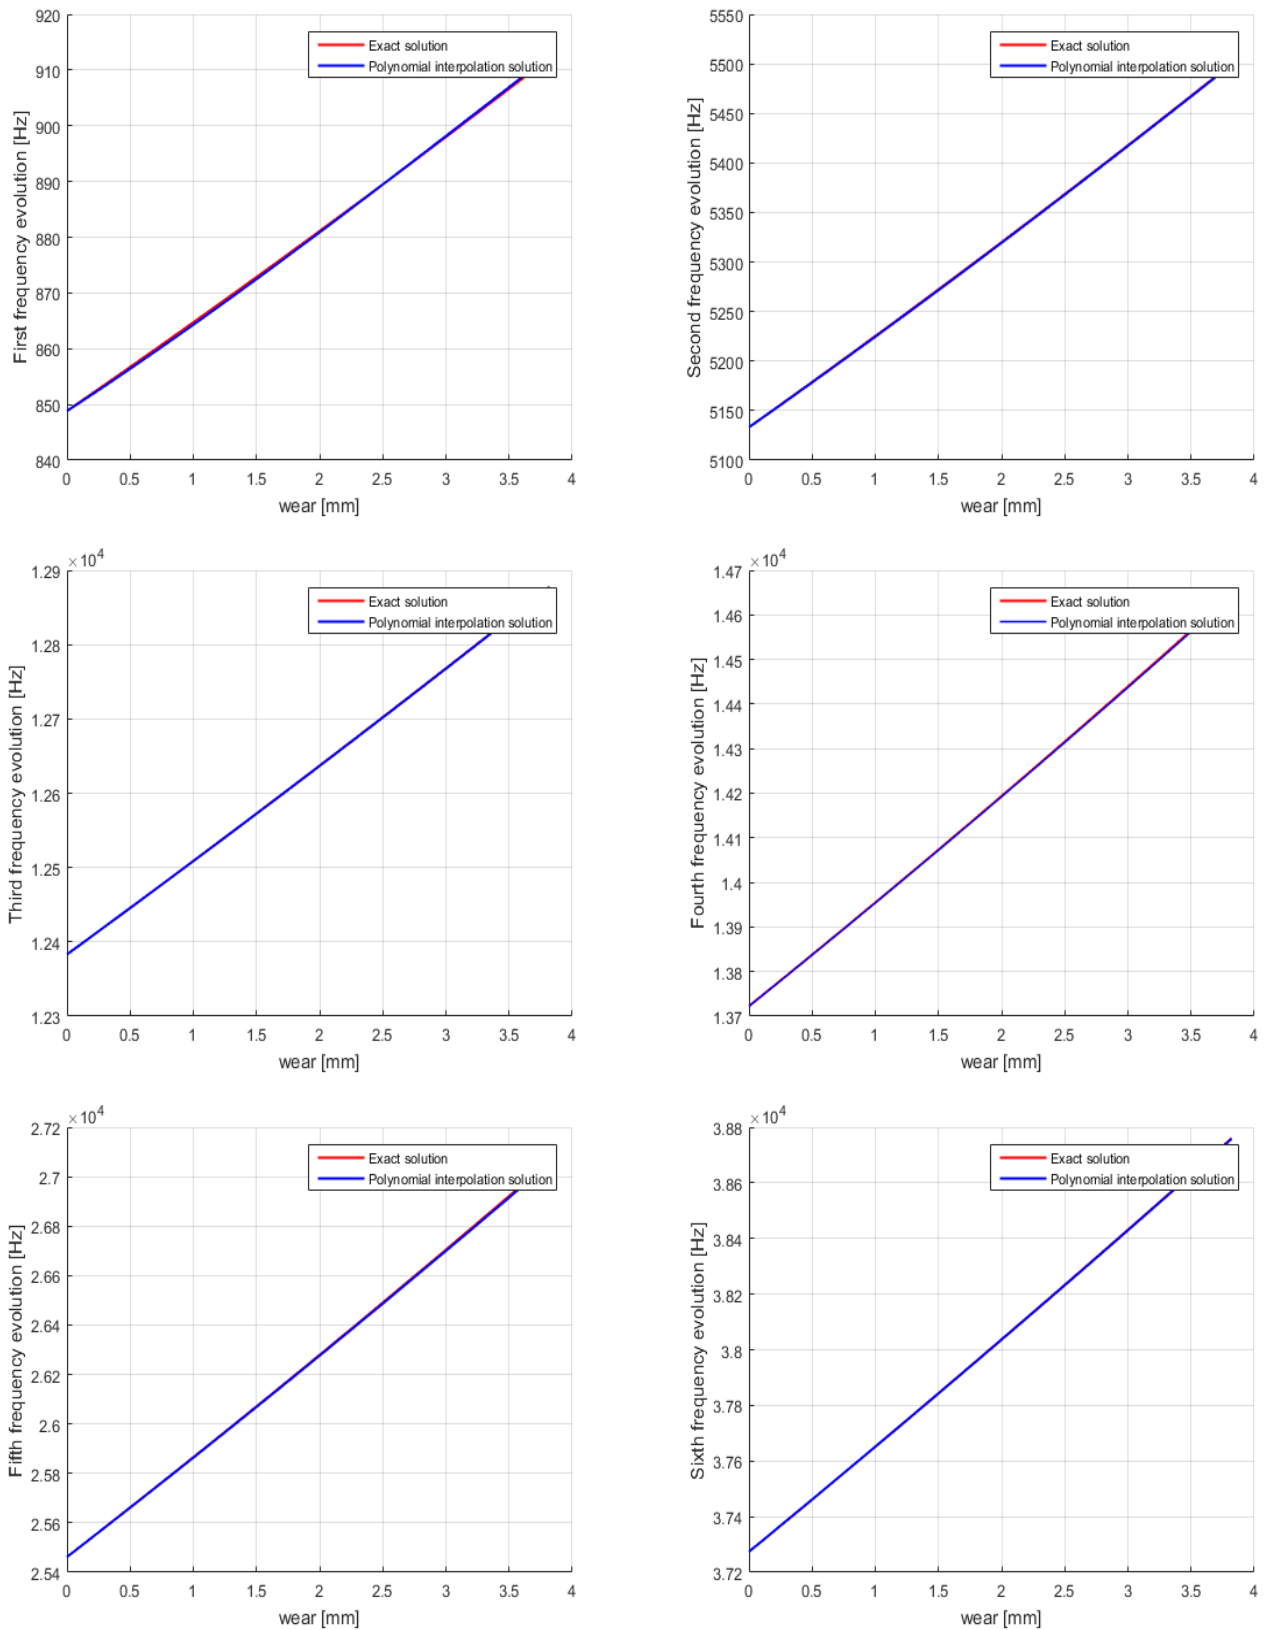 920
910
900
890
880
870
860
850
840
First frequency evolution [Hz]
Exact solution
Polynomial interpolation solution
0 0.5 1 1.5 2 2.5 3 3.5 4
wear [mm]
5550
5500
5450
5400
5350
5300
5250
5200
5150
5100
Second frequency evolution [Hz]
Exact solution
Polynomial interpolation solution
0 0.5 1 1.5 2 2.5 3 3.5 4
wear [mm]
×10⁴
1.29
1.28
1.27
1.26
1.25
1.24
1.23
Third frequency evolution [Hz]
Exact solution
Polynomial interpolation solution
0 0.5 1 1.5 2 2.5 3 3.5 4
wear [mm]
×10⁴
1.47
1.46
1.45
1.44
1.43
1.42
1.41
1.4
1.39
1.38
1.37
Fourth frequency evolution [Hz]
Exact solution
Polynomial interpolation solution
0 0.5 1 1.5 2 2.5 3 3.5 4
wear [mm]
×10⁴
2.72
2.7
2.68
2.66
2.64
2.62
2.6
2.58
2.56
2.54
Fifth frequency evolution [Hz]
Exact solution
Polynomial interpolation solution
0 0.5 1 1.5 2 2.5 3 3.5 4
wear [mm]
×10⁴
3.88
3.86
3.84
3.82
3.8
3.78
3.76
3.74
3.72
Sixth frequency evolution [Hz]
Exact solution
Polynomial interpolation solution
0 0.5 1 1.5 2 2.5 3 3.5 4
wear [mm]